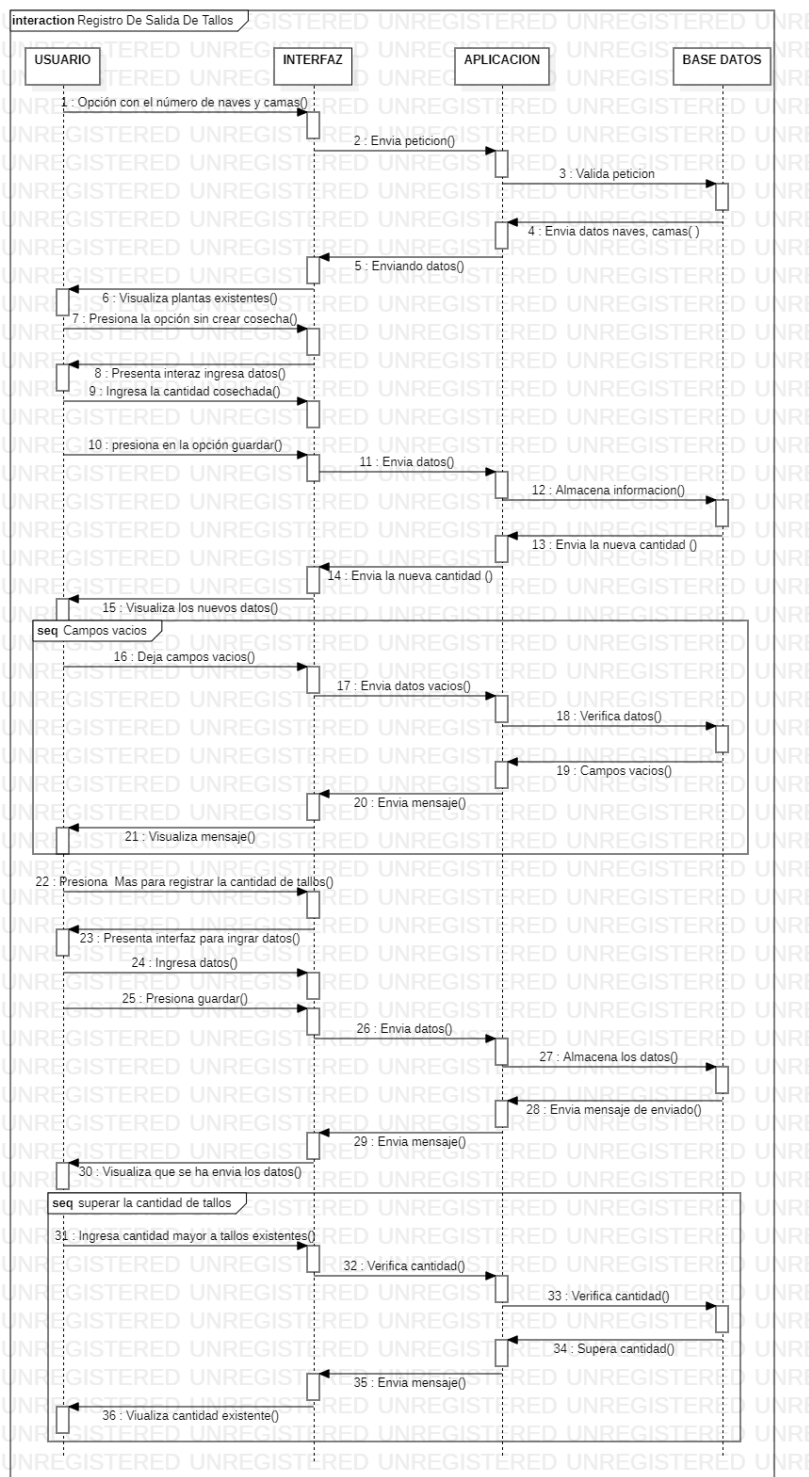 interaction Registro De Salida De Tallos
USUARIO
INTERFAZ
APLICACION
BASE DATOS
1 : Opción con el número de naves y camas()
2 : Envia peticion()
3 : Valida peticion
4 : Envia datos naves, camas( )
5 : Enviando datos()
6 : Visualiza plantas existentes()
7 : Presiona la opción sin crear cosecha()
8 : Presenta interaz ingresa datos()
9 : Ingresa la cantidad cosechada()
10 : presiona en la opción guardar()
11 : Envia datos()
12 : Almacena informacion()
13 : Envia la nueva cantidad ()
14 : Envia la nueva cantidad ()
15 : Visualiza los nuevos datos()
seq Campos vacios
16 : Deja campos vacios()
17 : Envia datos vacios()
18 : Verifica datos()
19 : Campos vacios()
20 : Envia mensaje()
21 : Visualiza mensaje()
22 : Presiona Mas para registrar la cantidad de tallos()
23 : Presenta interfaz para ingrar datos()
24 : Ingresa datos()
25 : Presiona guardar()
26 : Envia datos()
27 : Almacena los datos()
28 : Envia mensaje de enviado()
29 : Envia mensaje()
30 : Visualiza que se ha envia los datos()
seq superar la cantidad de tallos
31 : Ingresa cantidad mayor a tallos existentes()
32 : Verifica cantidad()
33 : Verifica cantidad()
34 : Supera cantidad()
35 : Envia mensaje()
36 : Viualiza cantidad existente()
UNREGISTERED